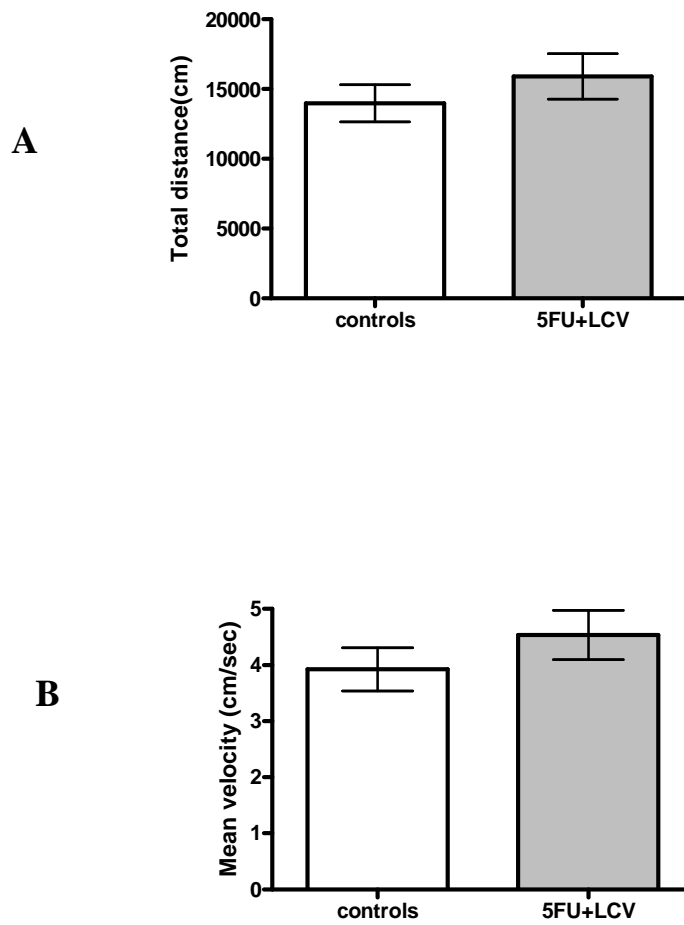 A
Total distance(cm)
20000
15000
10000
5000
0
controls 5FU+LCV
B
Mean velocity (cm/sec)
5
4
3
2
1
0
controls 5FU+LCV